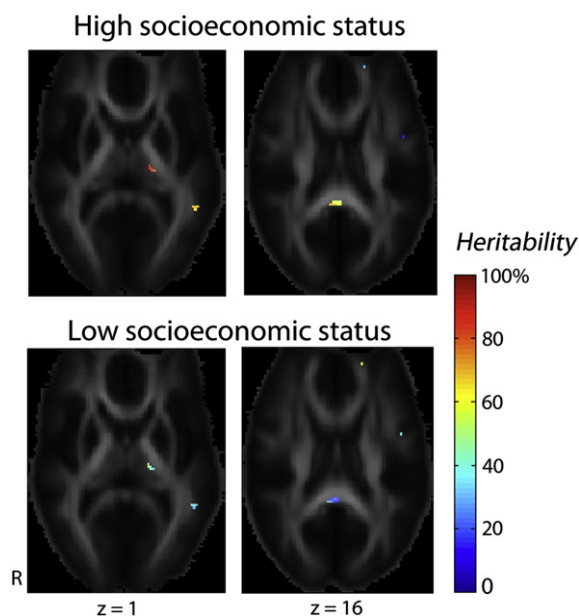 High socioeconomic status
Heritability
100%
80
60
40
20
0
Low socioeconomic status
R
z = 1
z = 16